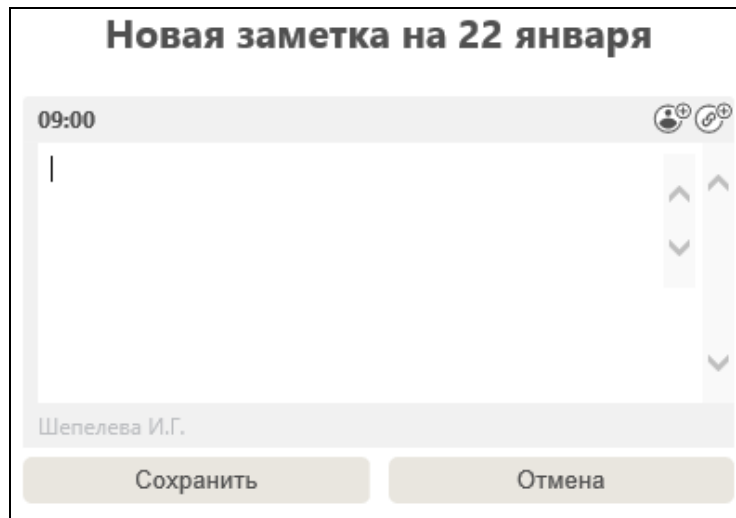 Новая заметка на 22 января
09:00
Шепелева И.Г.
Сохранить
Отмена